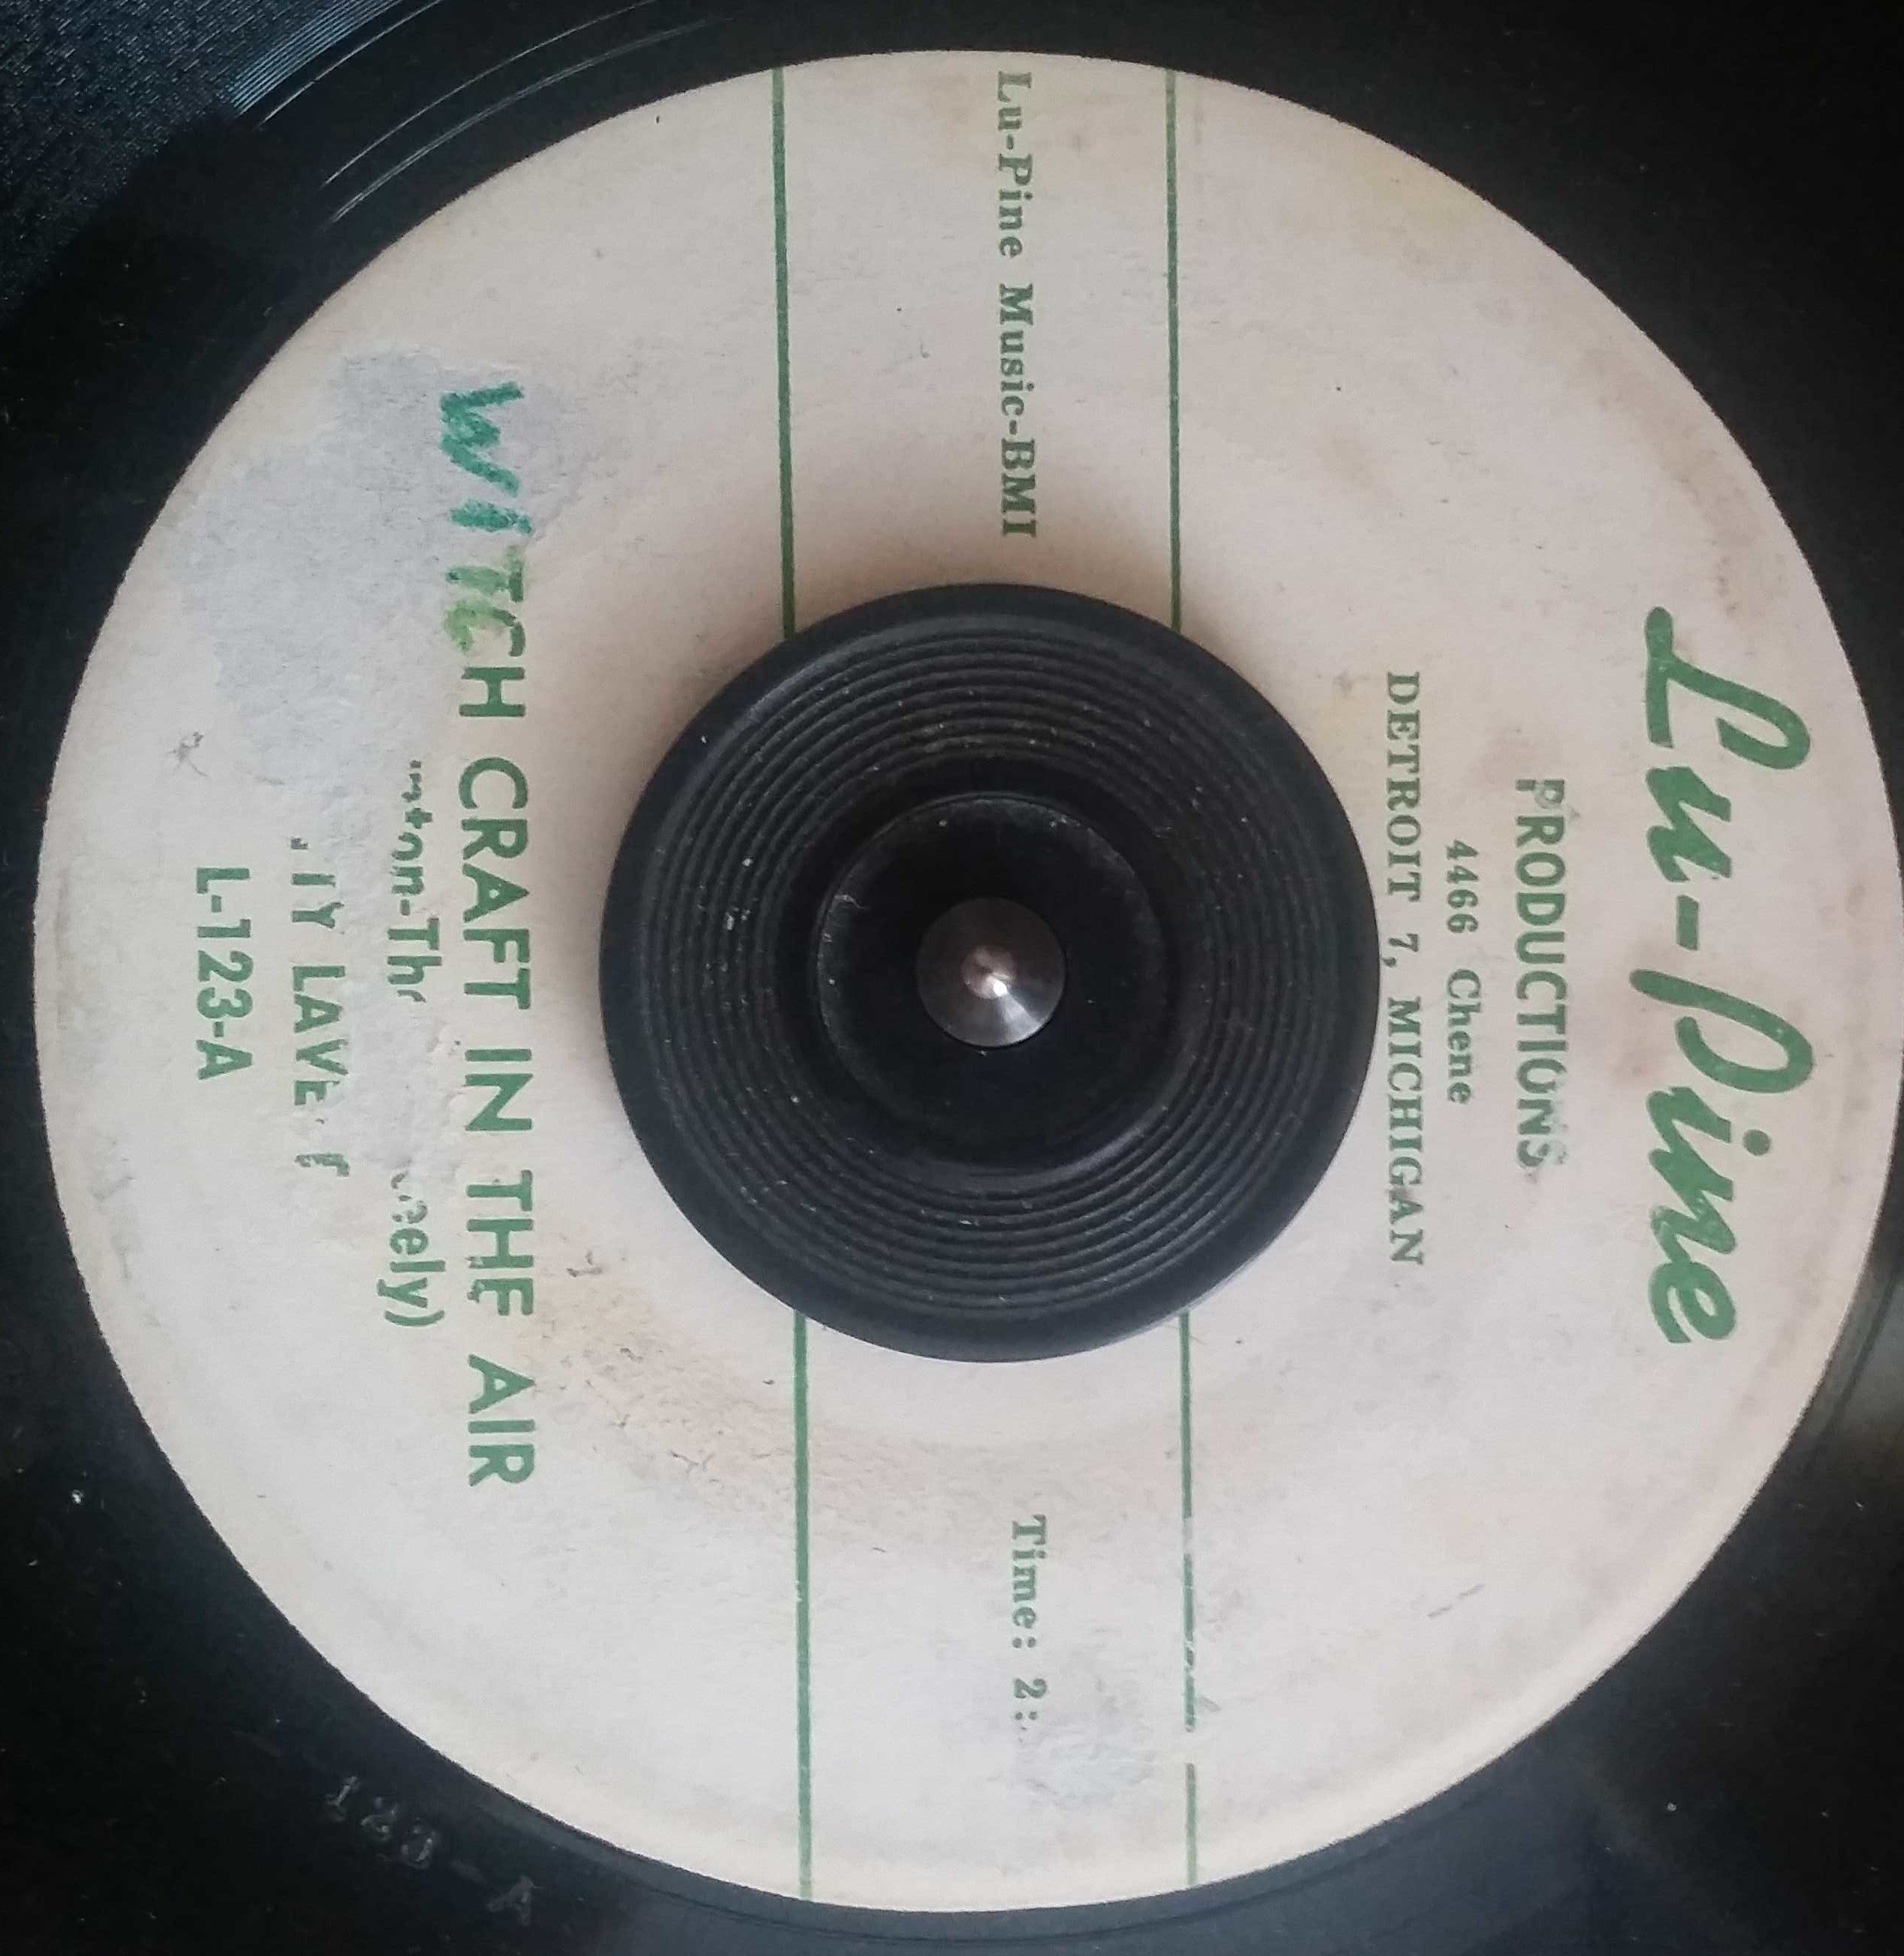 Lu-Pine
PRODUCTIONS
4466 Chene
DETROIT 7, MICHIGAN
Lu-Pine Music-BMI
Time: 2:
WITCH CRAFT IN THE AIR
L-123-A
123-A